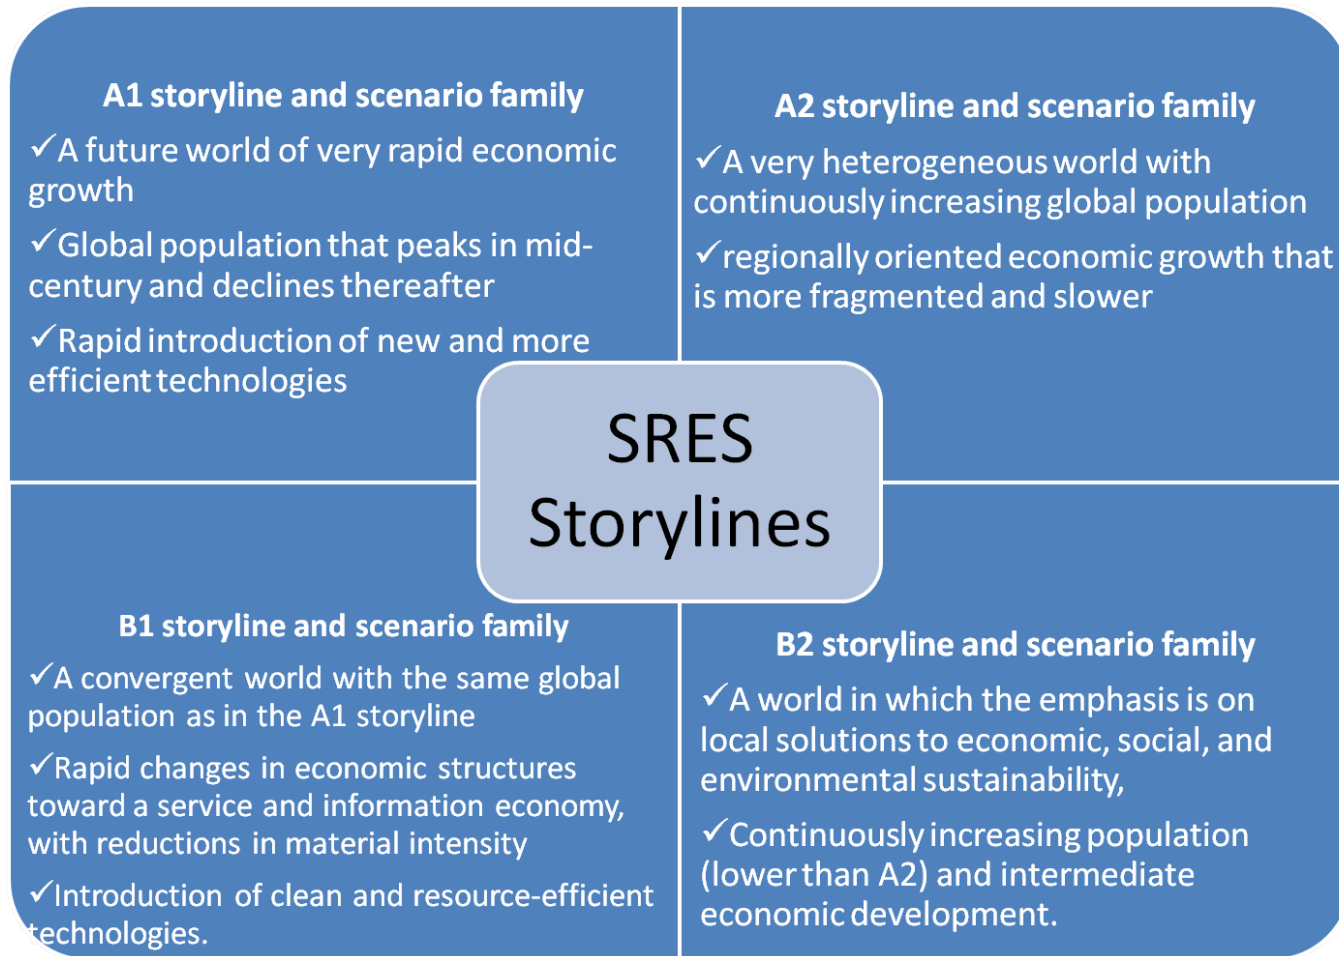 A1 storyline and scenario family
✓A future world of very rapid economic
growth
✓Global population that peaks in mid-
century and declines thereafter
✓Rapid introduction of new and more
efficient technologies
A2 storyline and scenario family
✓A very heterogeneous world with
continuously increasing global population
✓regionally oriented economic growth that
is more fragmented and slower
SRES
Storylines
B1 storyline and scenario family
✓A convergent world with the same global
population as in the A1 storyline
✓Rapid changes in economic structures
toward a service and information economy,
with reductions in material intensity
✓Introduction of clean and resource-efficient
technologies.
B2 storyline and scenario family
✓A world in which the emphasis is on
local solutions to economic, social, and
environmental sustainability,
✓Continuously increasing population
(lower than A2) and intermediate
economic development.